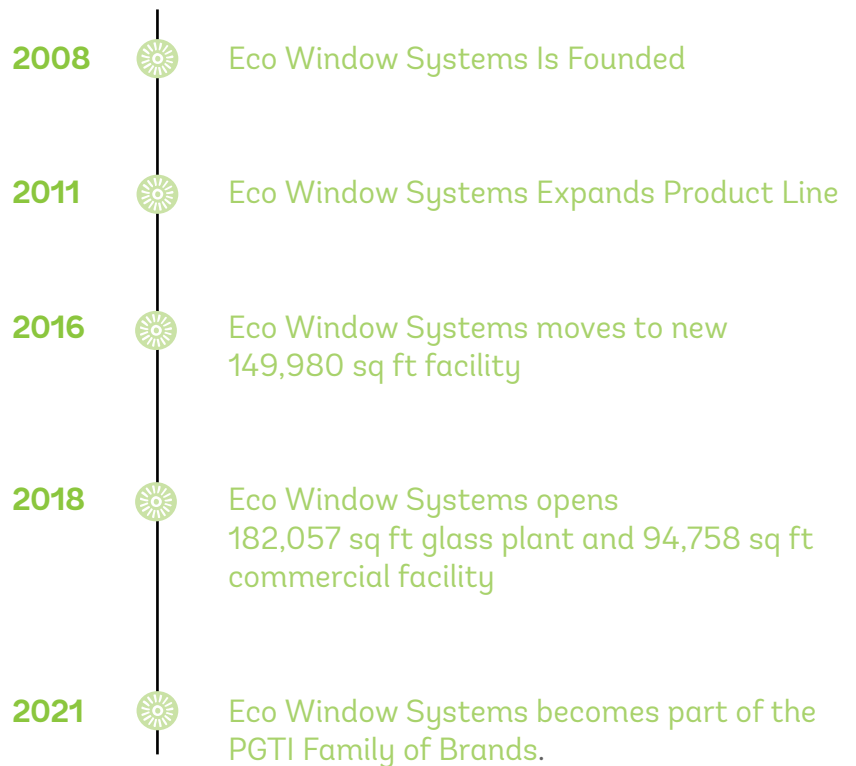 2008 Eco Window Systems Is Founded
2011 Eco Window Systems Expands Product Line
2016 Eco Window Systems moves to new
149,980 sq ft facility
2018 Eco Window Systems opens
182,057 sq ft glass plant and 94,758 sq ft
commercial facility
2021 Eco Window Systems becomes part of the
PGTI Family of Brands.